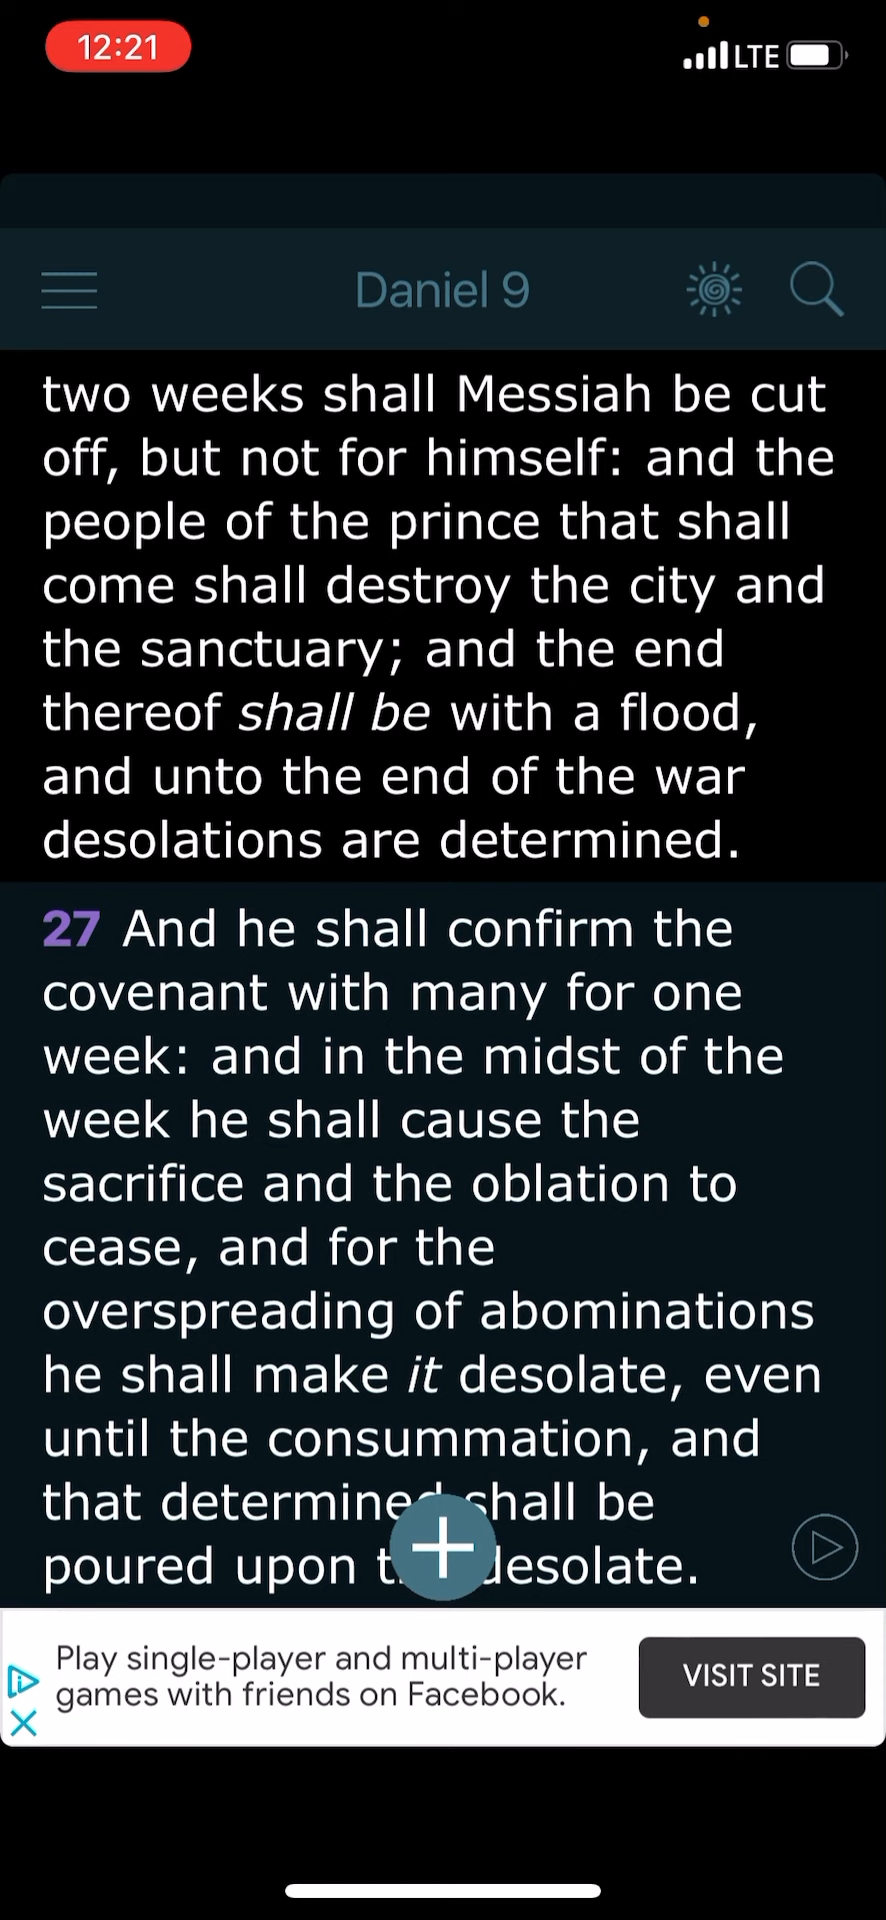 12:21
LTE
Daniel 9
two weeks shall Messiah be cut
off, but not for himself: and the
people of the prince that shall
come shall destroy the city and
the sanctuary; and the end
thereof shall be with a flood,
and unto the end of the war
desolations are determined.
27 And he shall confirm the
covenant with many for one
week: and in the midst of the
week he shall cause the
sacrifice and the oblation to
cease, and for the
overspreading of abominations
he shall make it desolate, even
until the consummation, and
that determined shall be
poured upon desolate.
Play single-player and multi-player
games with friends on Facebook.
VISIT SITE